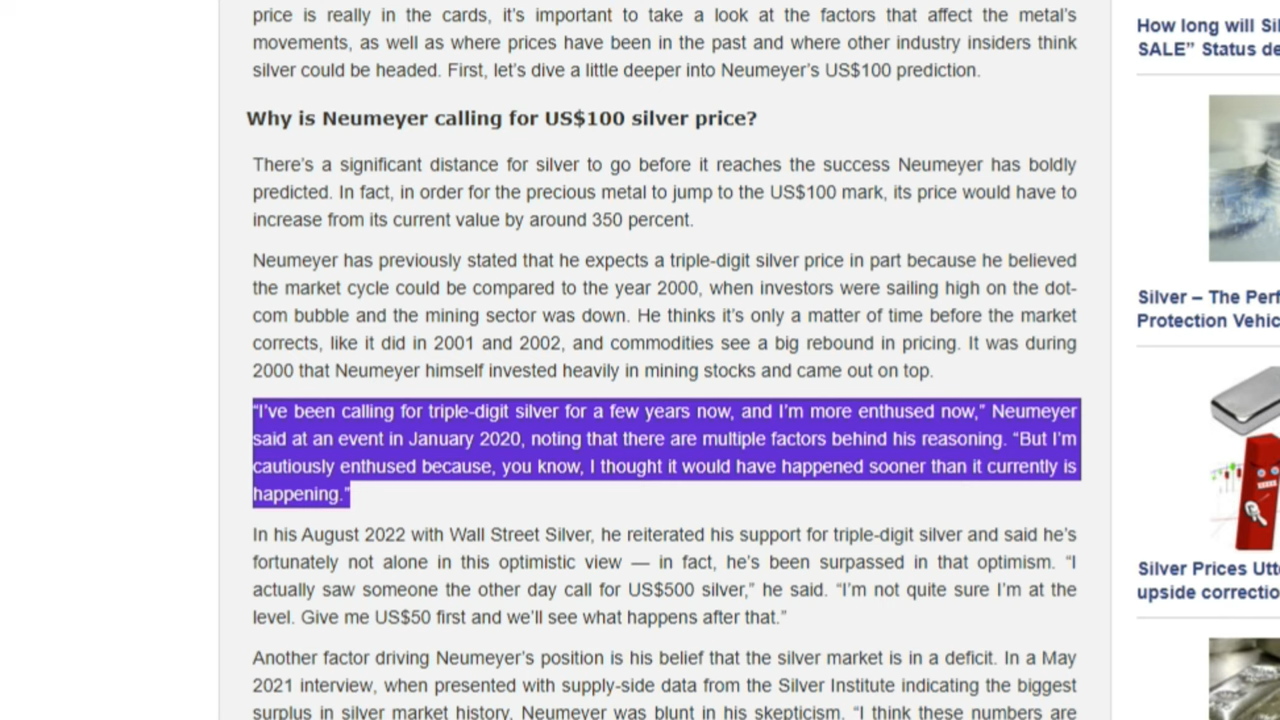 price is really in the cards, it’s important to take a look at the factors that affect the metal’s
movements, as well as where prices have been in the past and where other industry insiders think
silver could be headed. First, let’s dive a little deeper into Neumeyer’s US$100 prediction.
Why is Neumeyer calling for US$100 silver price?
There’s a significant distance for silver to go before it reaches the success Neumeyer has boldly
predicted. In fact, in order for the precious metal to jump to the US$100 mark, its price would have to
increase from its current value by around 350 percent.
Neumeyer has previously stated that he expects a triple-digit silver price in part because he believed
the market cycle could be compared to the year 2000, when investors were sailing high on the dot-
com bubble and the mining sector was down. He thinks it’s only a matter of time before the market
corrects, like it did in 2001 and 2002, and commodities see a big rebound in pricing. It was during
2000 that Neumeyer himself invested heavily in mining stocks and came out on top.
“I’ve been calling for triple-digit silver for a few years now, and I’m more enthused now,” Neumeyer
said at an event in January 2020, noting that there are multiple factors behind his reasoning. “But I’m
cautiously enthused because, you know, I thought it would have happened sooner than it currently is
happening.”
In his August 2022 with Wall Street Silver, he reiterated his support for triple-digit silver and said he’s
fortunately not alone in this optimistic view — in fact, he’s been surpassed in that optimism. “I
actually saw someone the other day call for US$500 silver,” he said. “I’m not quite sure I’m at the
level. Give me US$50 first and we’ll see what happens after that.”
Another factor driving Neumeyer’s position is his belief that the silver market is in a deficit. In a May
2021 interview, when presented with supply-side data from the Silver Institute indicating the biggest
surplus in silver market history, Neumeyer was blunt in his skepticism. “I think these numbers are
How long will Sil
SALE” Status de
Silver – The Perf
Protection Vehic
Silver Prices Utte
upside correctio